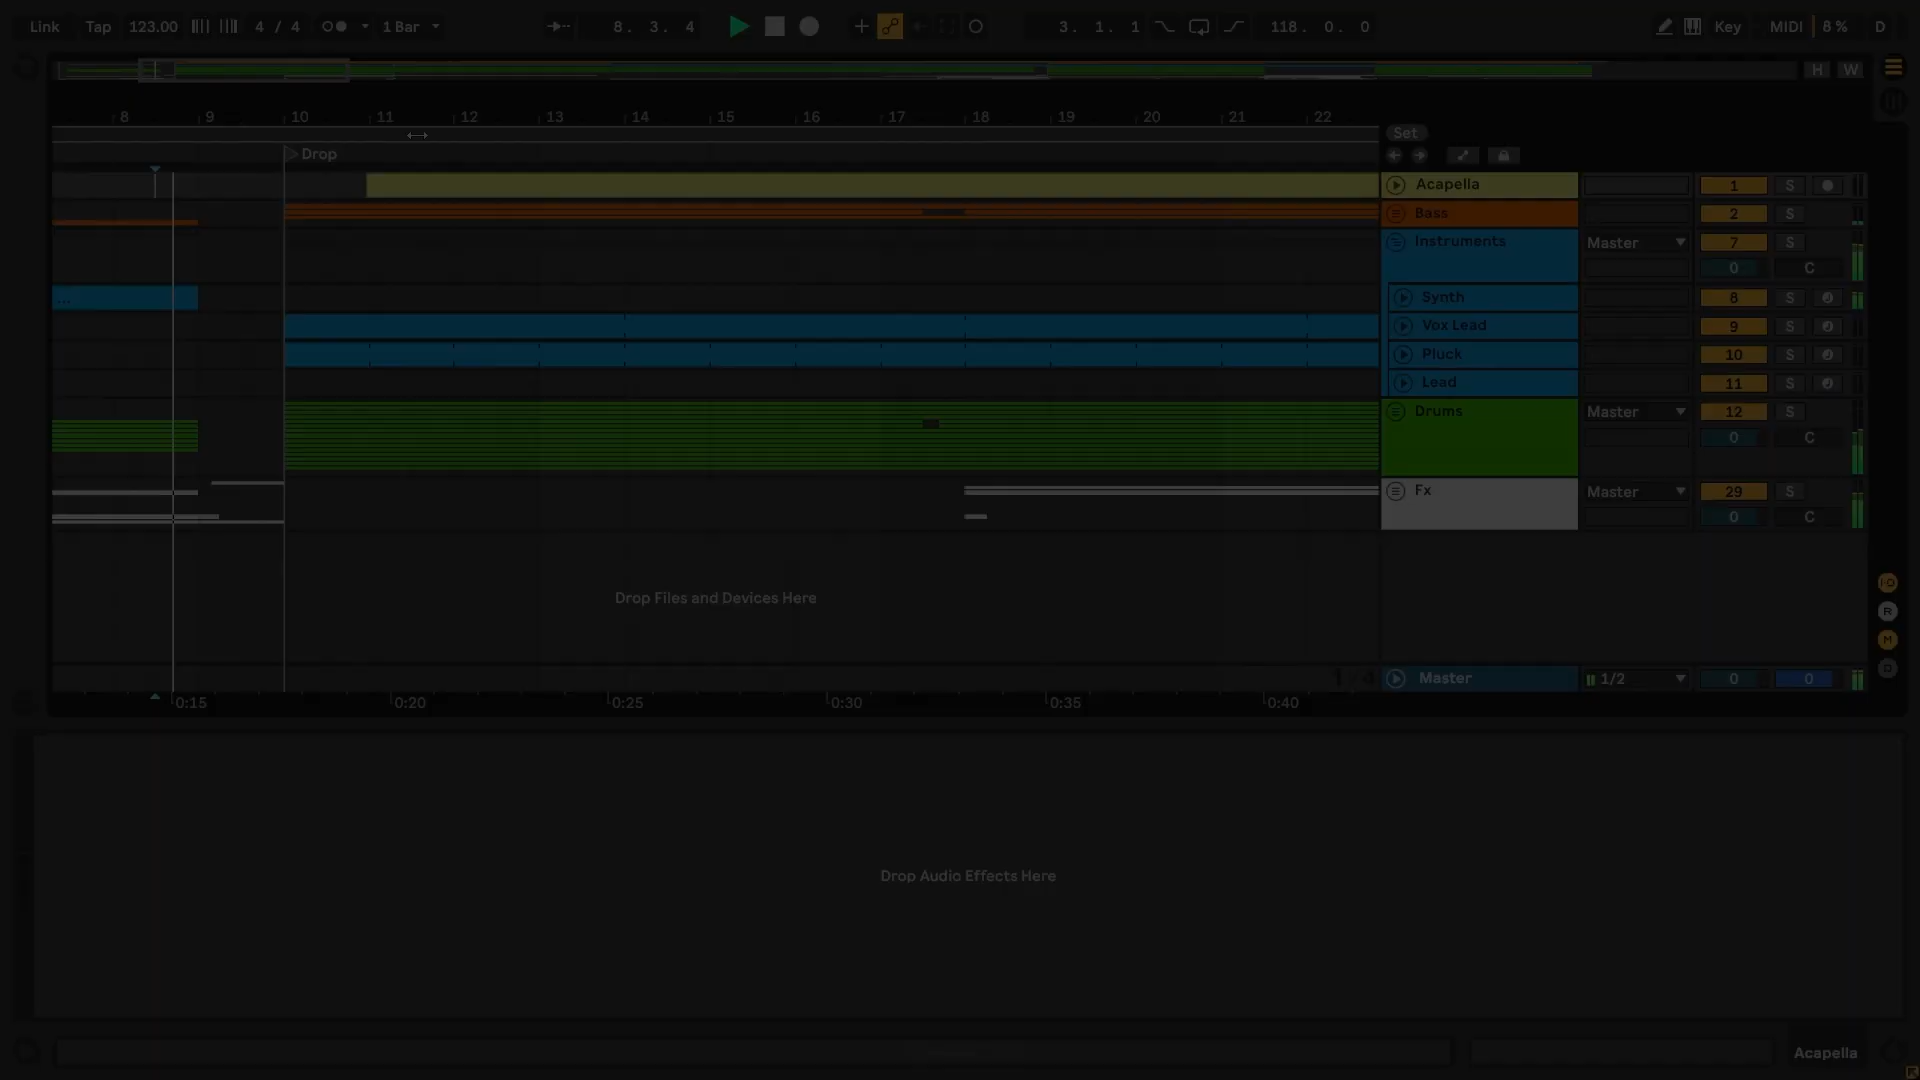 Link Tap 123.00 4 / 4 1 Bar 8. 3. 4 3. 1. 1 118. 0. 0 Key MIDI 8 % D
H W
8 9 10 11 12 13 14 15 16 17 18 19 20 21 22
Set
Drop
Acapella 1 S
Bass 2 S
Instruments Master 7 S
0 C
... Synth 8 S
Vox Lead 9 S
Pluck 10 S
Lead 11 S
Drums Master 12 S
0 C
Fx Master 29 S
0 C
Drop Files and Devices Here
R
M
D
1/4 Master 1/2 0 0
0:15 0:20 0:25 0:30 0:35 0:40
Drop Audio Effects Here
Acapella